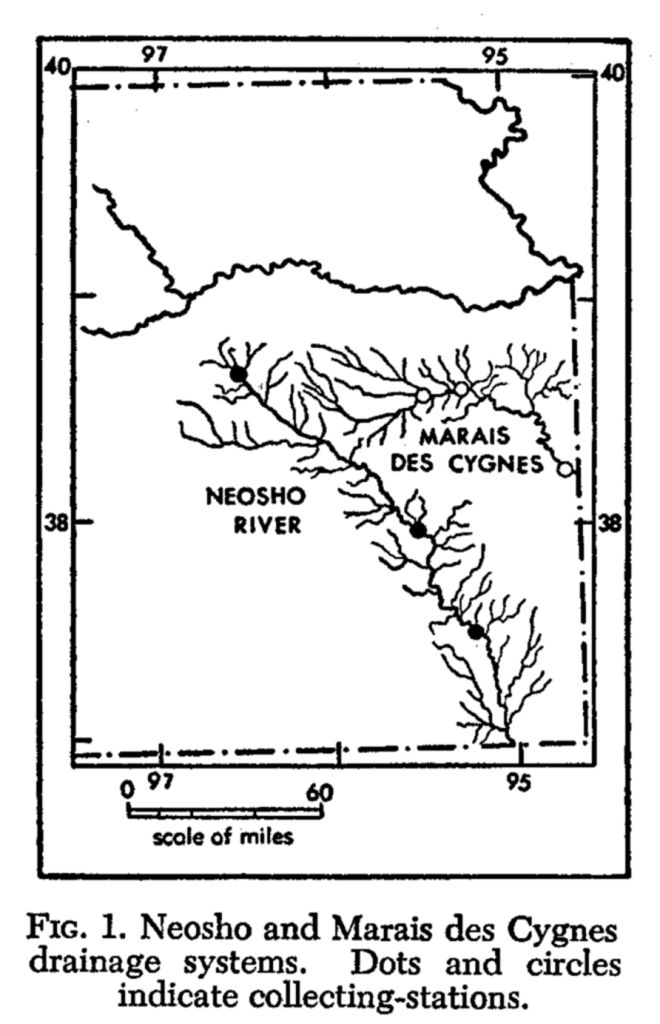 97 95
40 40
MARAIS
DES CYGNES
NEOSHO
RIVER
38 38
97 95
0 60
scale of miles
FIG. 1. Neosho and Marais des Cygnes
drainage systems. Dots and circles
indicate collecting-stations.